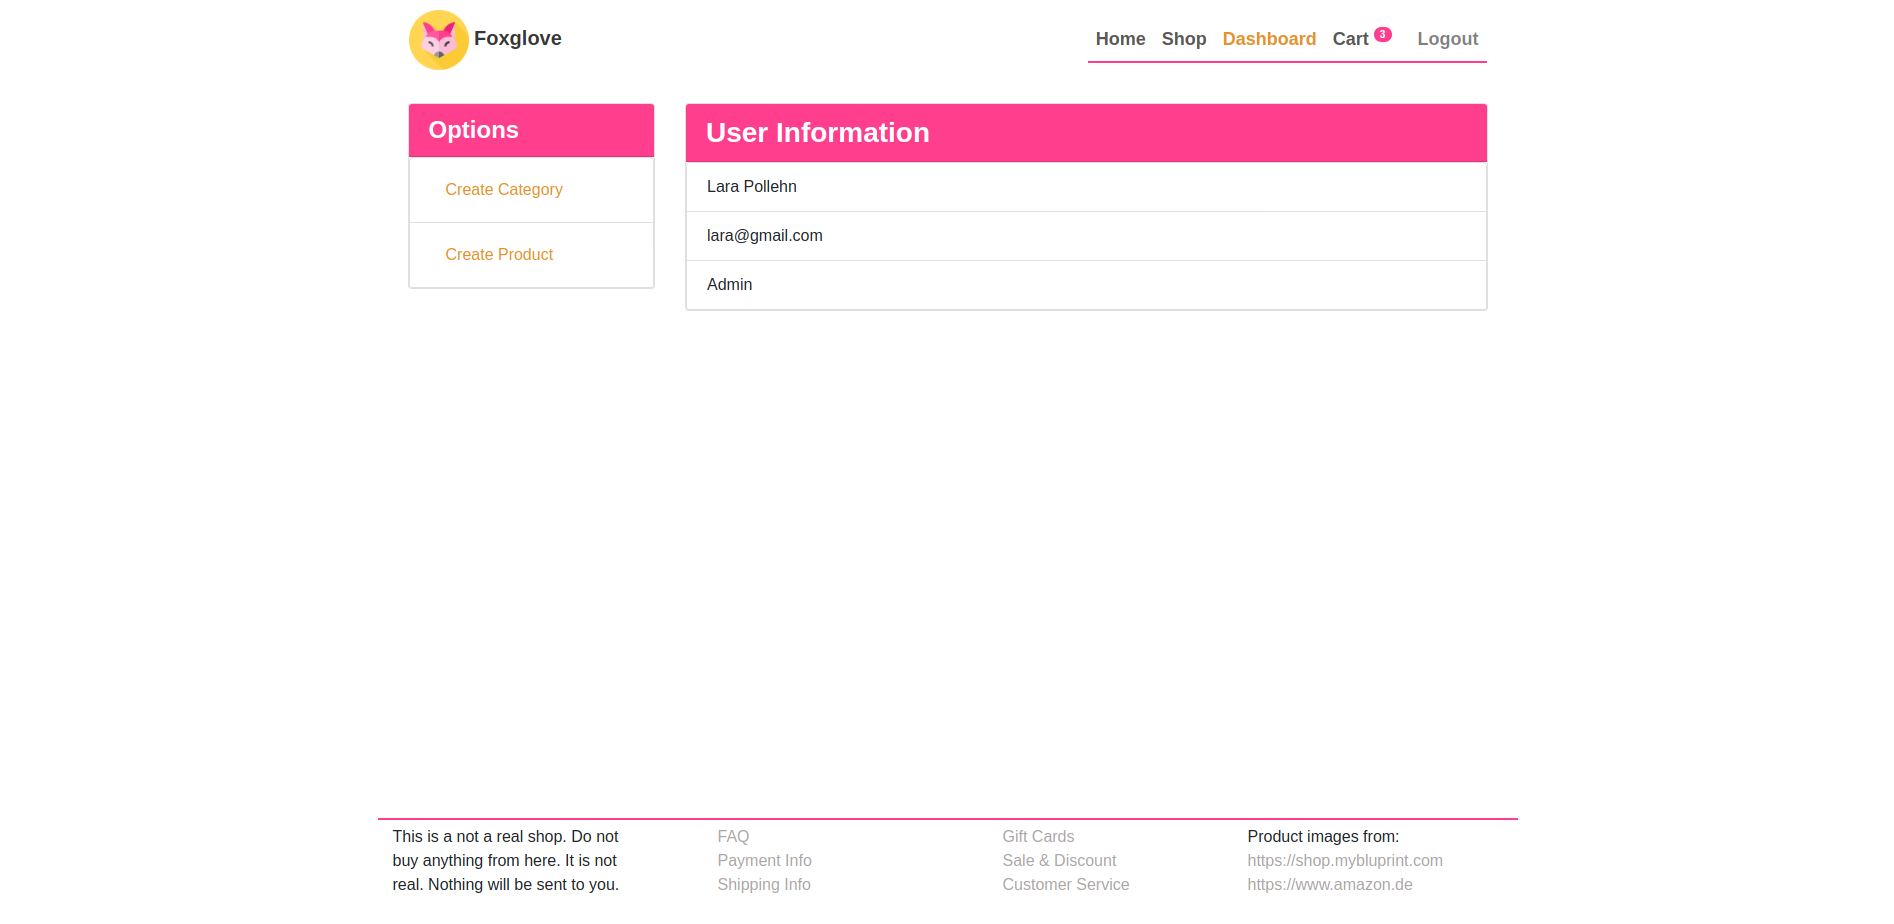 Foxglove
Home Shop Dashboard Cart 3 Logout
Options
Create Category
Create Product
User Information
Lara Pollehn
lara@gmail.com
Admin
This is a not a real shop. Do not
buy anything from here. It is not
real. Nothing will be sent to you.
FAQ
Payment Info
Shipping Info
Gift Cards
Sale & Discount
Customer Service
Product images from:
https://shop.mybluprint.com
https://www.amazon.de